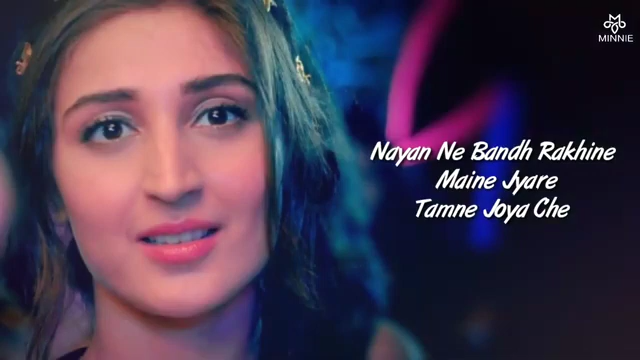 MINNIE
Nayan Ne Bandh Rakhine
Maine Jyare
Tamne Joya Che